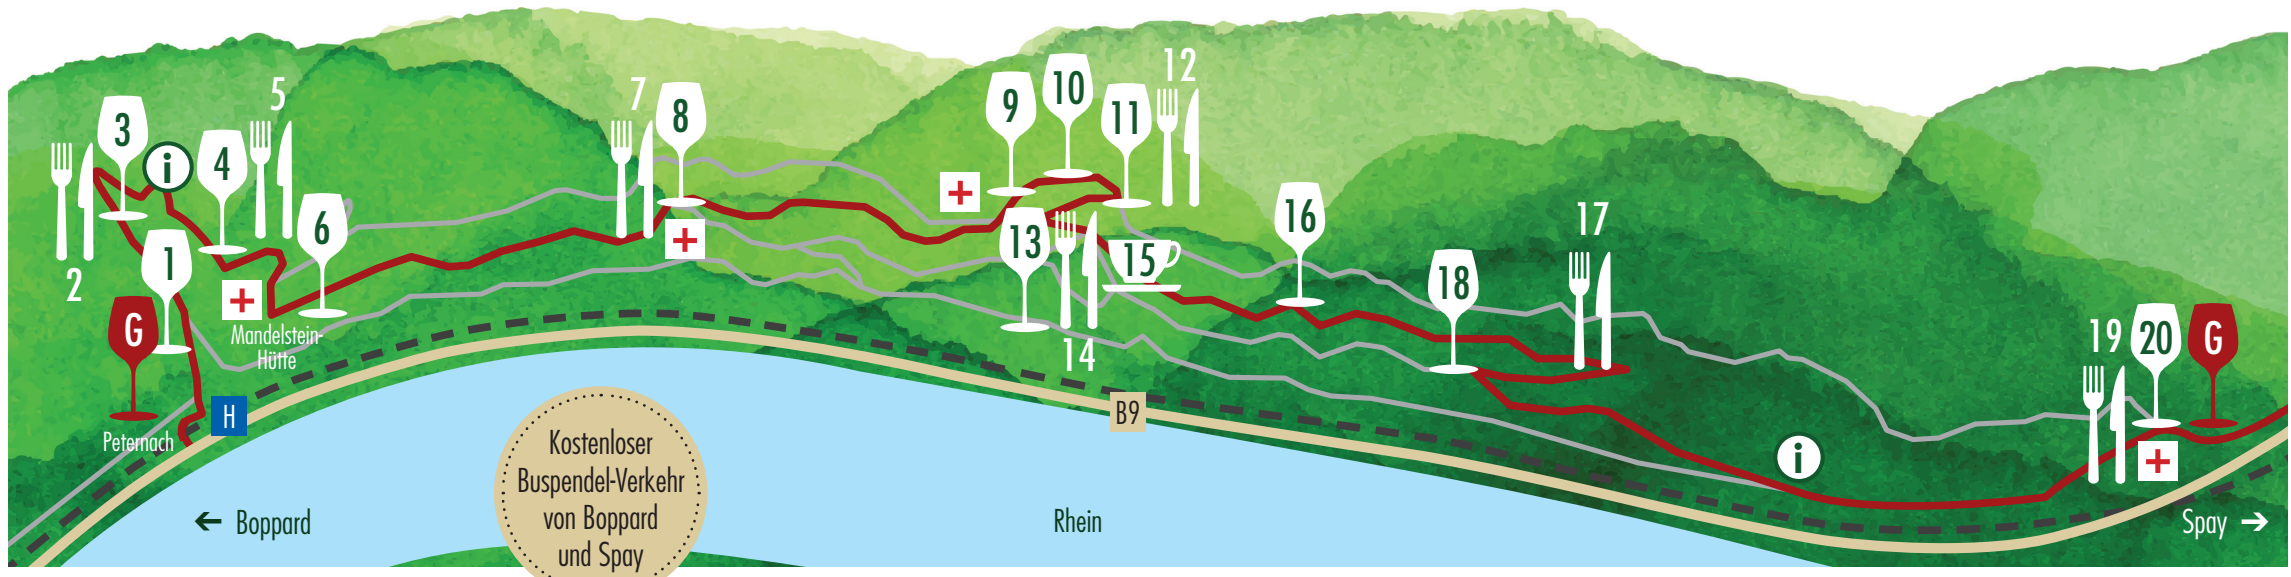 12
5
7
8
9
10
11
3
i
4
6
16
17
13
15
1
2
18
G
Mandelstein-
Hütte
14
19
20
G
H
B9
Peternach
i
Kostenloser
Buspendel-Verkehr
von Boppard
und Spay
← Boppard
Rhein
Spay →